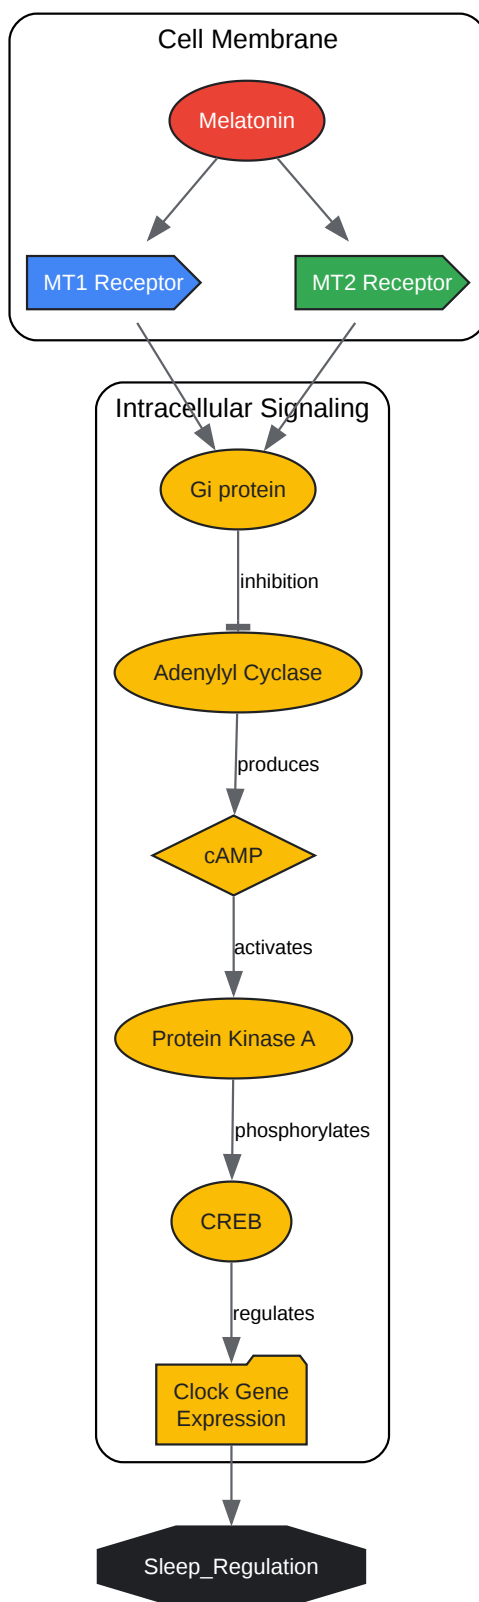 Cell Membrane
Melatonin
MT1 Receptor
MT2 Receptor
Intracellular Signaling
Gi protein
inhibition
Adenylyl Cyclase
produces
cAMP
activates
Protein Kinase A
phosphorylates
CREB
regulates
Clock Gene
Expression
Sleep_Regulation